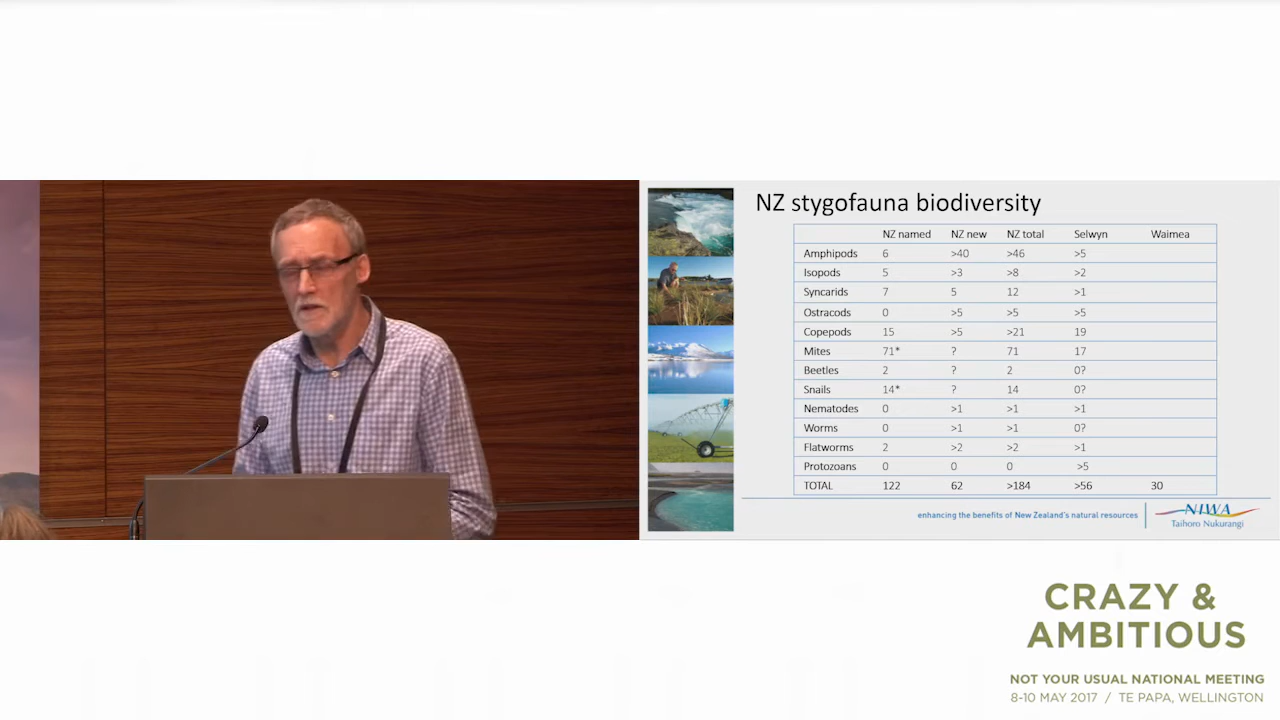 NZ stygofauna biodiversity
NZ named NZ new NZ total Selwyn Waimea
Amphipods 6 >40 >46 >5
Isopods 5 >3 >8 >2
Syncarids 7 5 12 >1
Ostracods 0 >5 >5 >5
Copepods 15 >5 >21 19
Mites 71* ? 71 17
Beetles 2 ? 2 0?
Snails 14* ? 14 0?
Nematodes 0 >1 >1 >1
Worms 0 >1 >1 0?
Flatworms 2 >2 >2 >1
Protozoans 0 0 0 >5
TOTAL 122 62 >184 >56 30
enhancing the benefits of New Zealand's natural resources
NIWA
Taihoro Nukurangi
CRAZY &
AMBITIOUS
NOT YOUR USUAL NATIONAL MEETING
8-10 MAY 2017 / TE PAPA, WELLINGTON